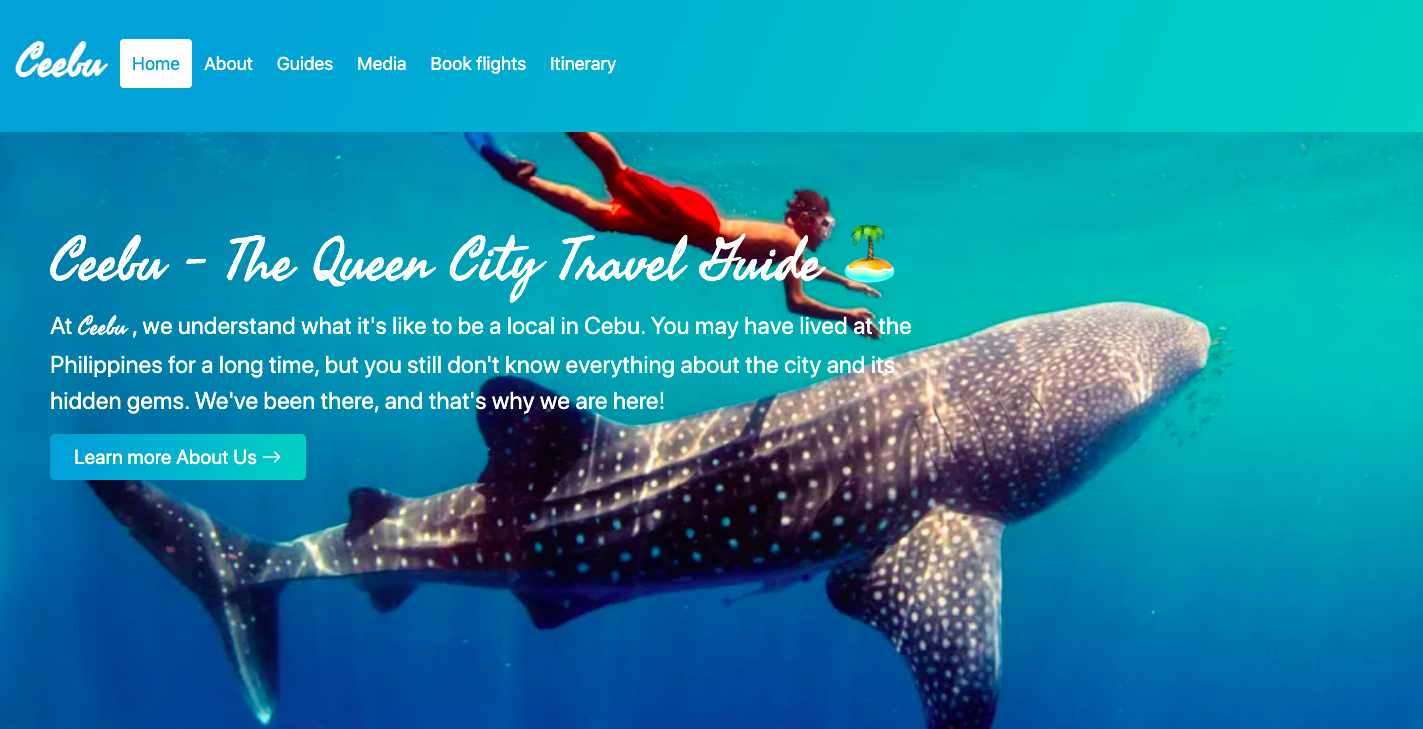 Ceebu Home About Guides Media Book flights Itinerary
Ceebu - The Queen City Travel Guide 🏝️
At Ceebu , we understand what it's like to be a local in Cebu. You may have lived at the
Philippines for a long time, but you still don't know everything about the city and its
hidden gems. We've been there, and that's why we are here!
Learn more About Us →